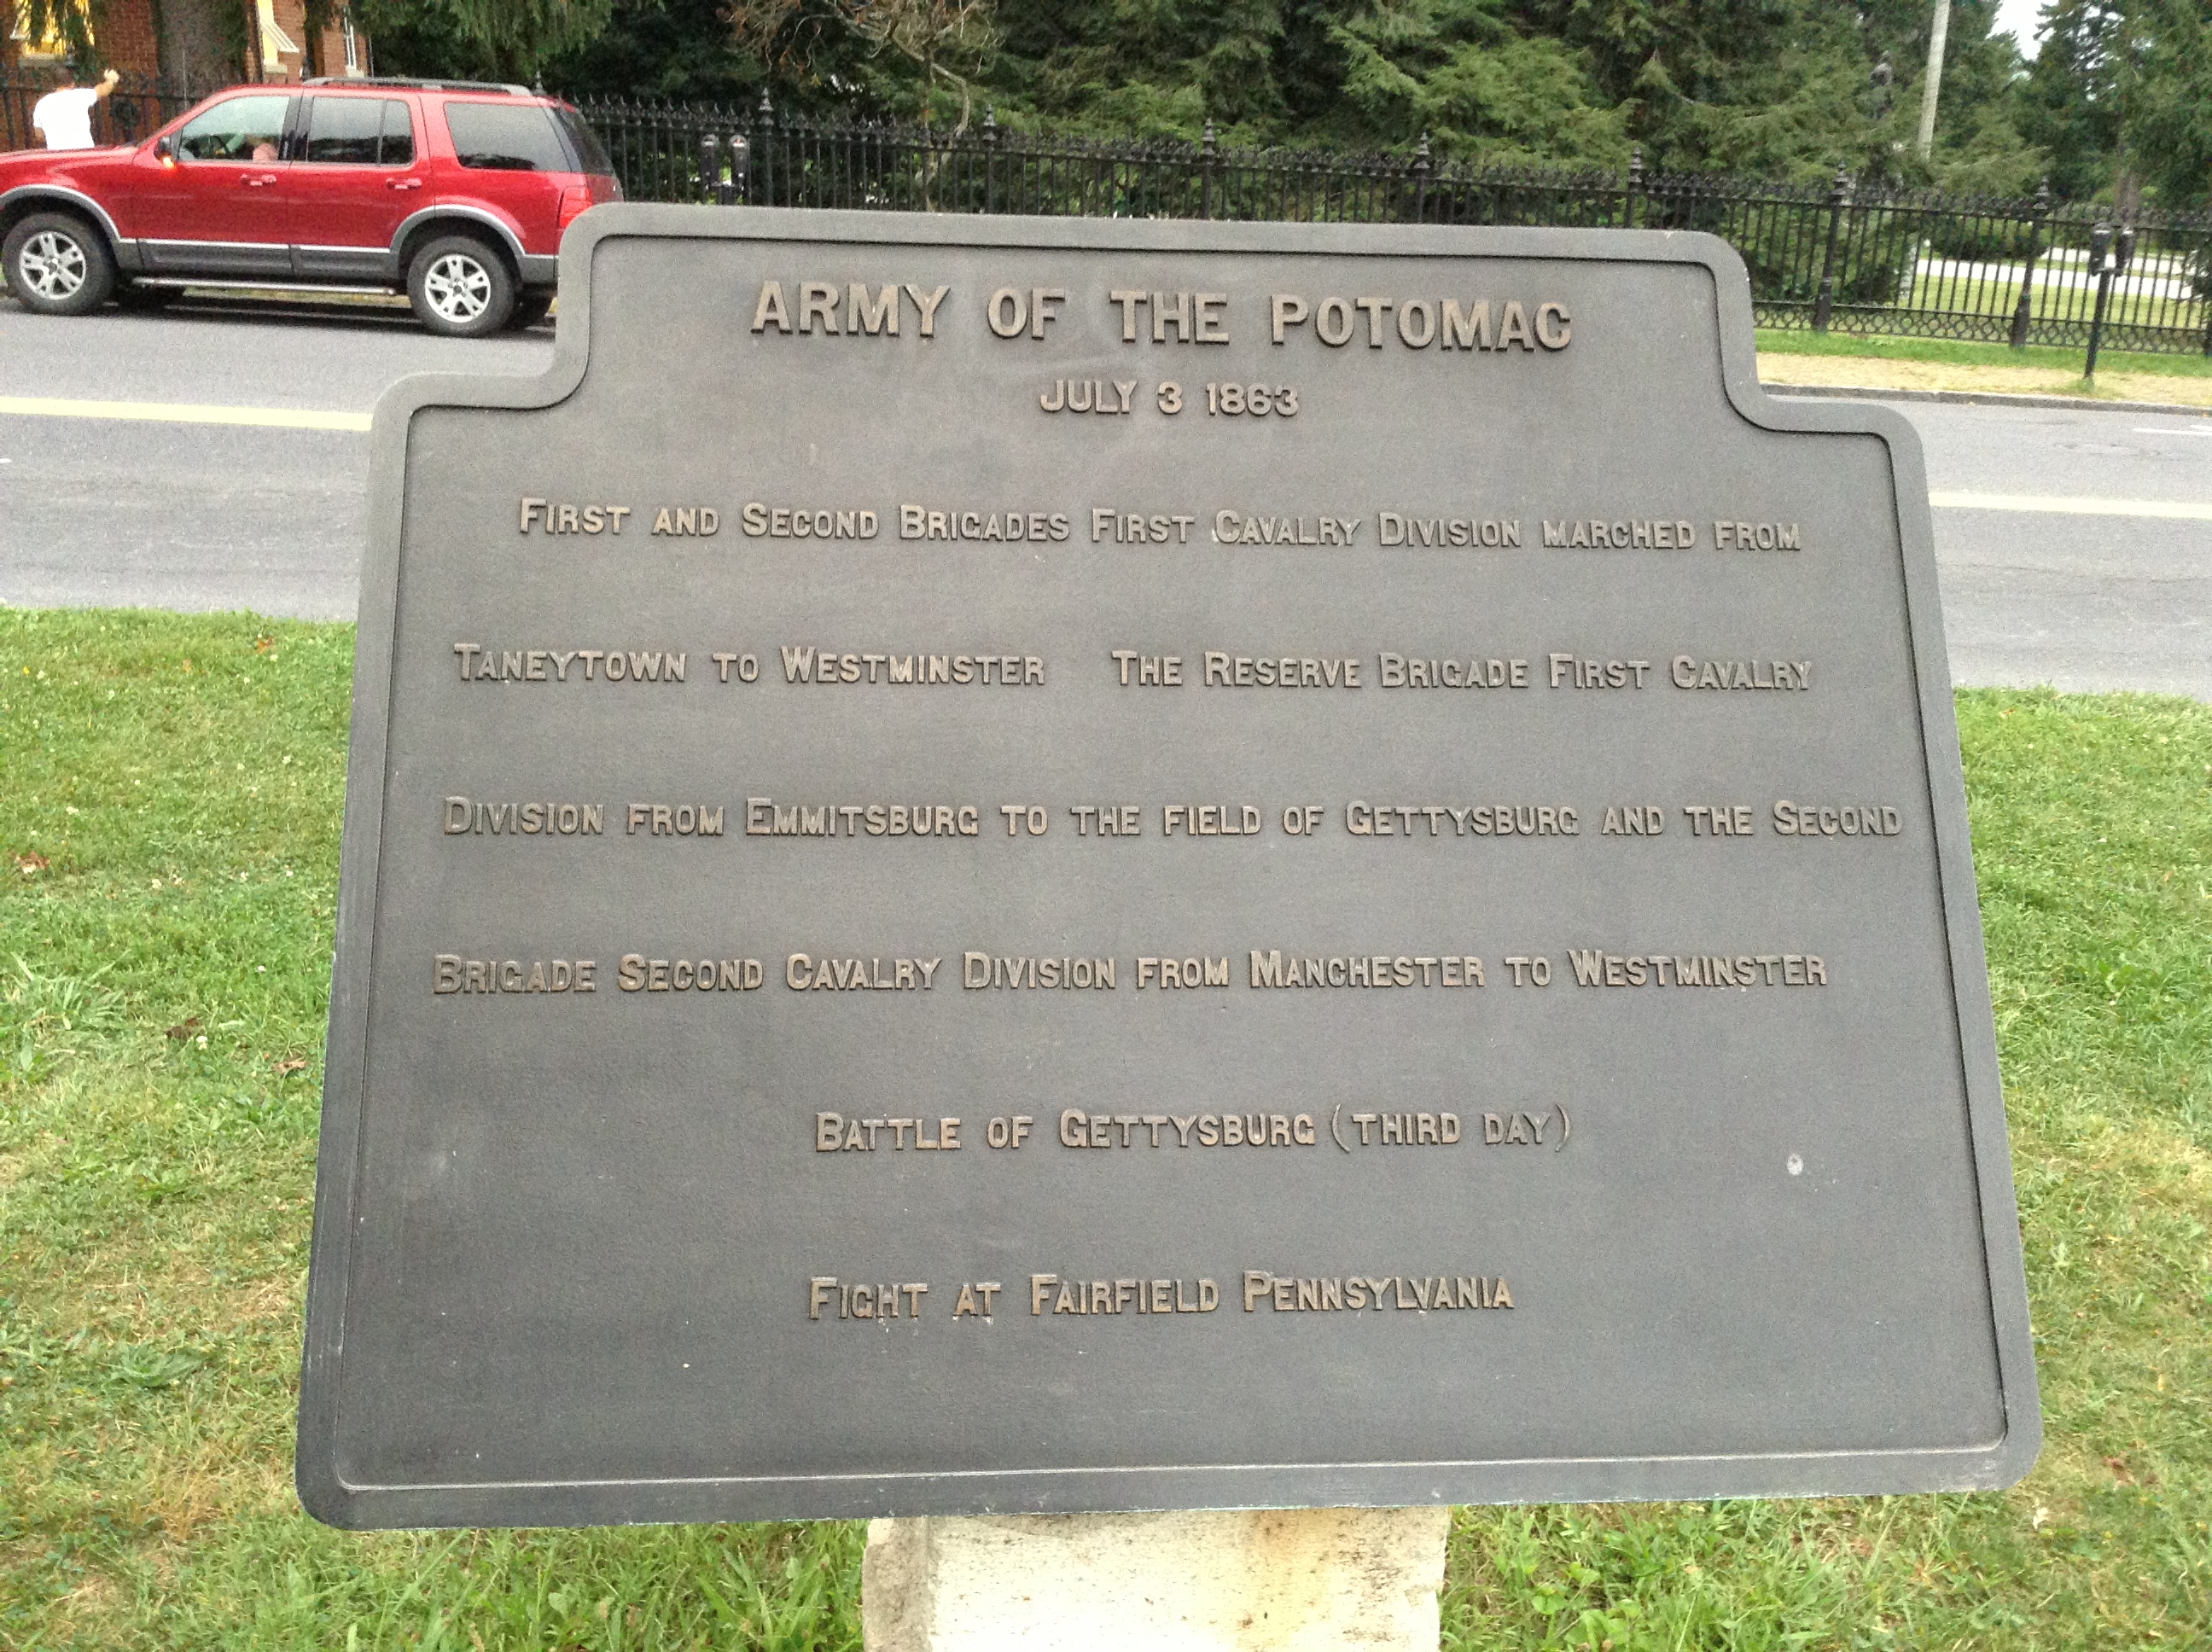 ARMY OF THE POTOMAC
JULY 3 1863
FIRST AND SECOND BRIGADES FIRST CAVALRY DIVISION MARCHED FROM
TANEYTOWN TO WESTMINSTER THE RESERVE BRIGADE FIRST CAVALRY
DIVISION FROM EMMITSBURG TO THE FIELD OF GETTYSBURG AND THE SECOND
BRIGADE SECOND CAVALRY DIVISION FROM MANCHESTER TO WESTMINSTER
BATTLE OF GETTYSBURG (THIRD DAY)
FIGHT AT FAIRFIELD PENNSYLVANIA